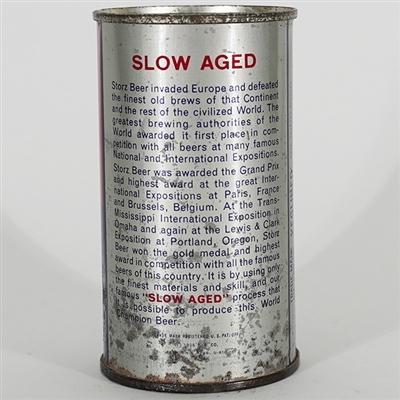 SLOW AGED
Storz Beer invaded Europe and defeated
the finest old brews of that Continent
and the rest of the civilized World. The
greatest brewing authorities of the
World awarded it first place in com-
petition with all beers at many famous
National and International Expositions.
Storz Beer was awarded the Grand Prix
and highest award at the great Inter-
national Expositions at Paris, France
and Brussels, Belgium. At the Trans-
Mississippi International Exposition in
Omaha and again at the Lewis & Clark
Exposition at Portland, Oregon, Storz
Beer won the gold medal and highest
award in competition with all the famous
beers of this country. It is by using only
the finest materials and skill, and our
famous "SLOW AGED" process that
it is possible to produce this World
Champion Beer.
TRADE MARK REGISTERED U.S. PAT. OFF.
CO.